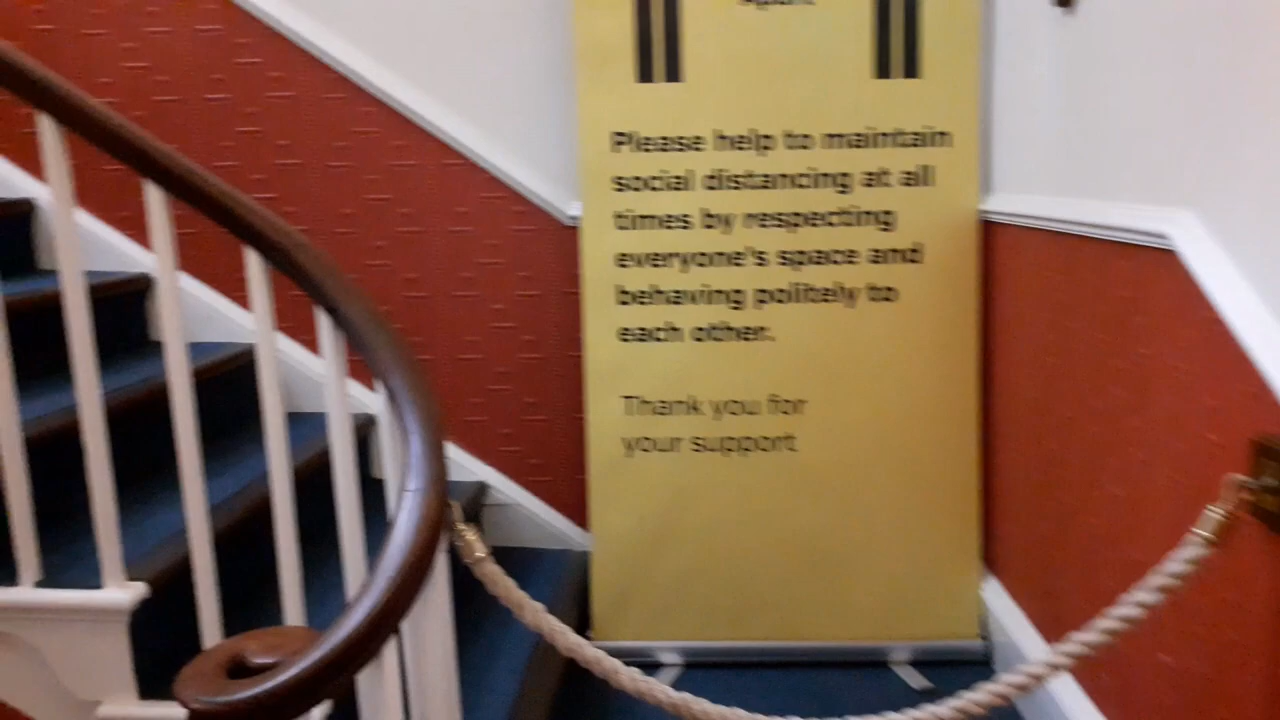 Apart
Please help to maintain
social distancing at all
times by respecting
everyone's space and
behaving politely to
each other.
Thank you for
your support